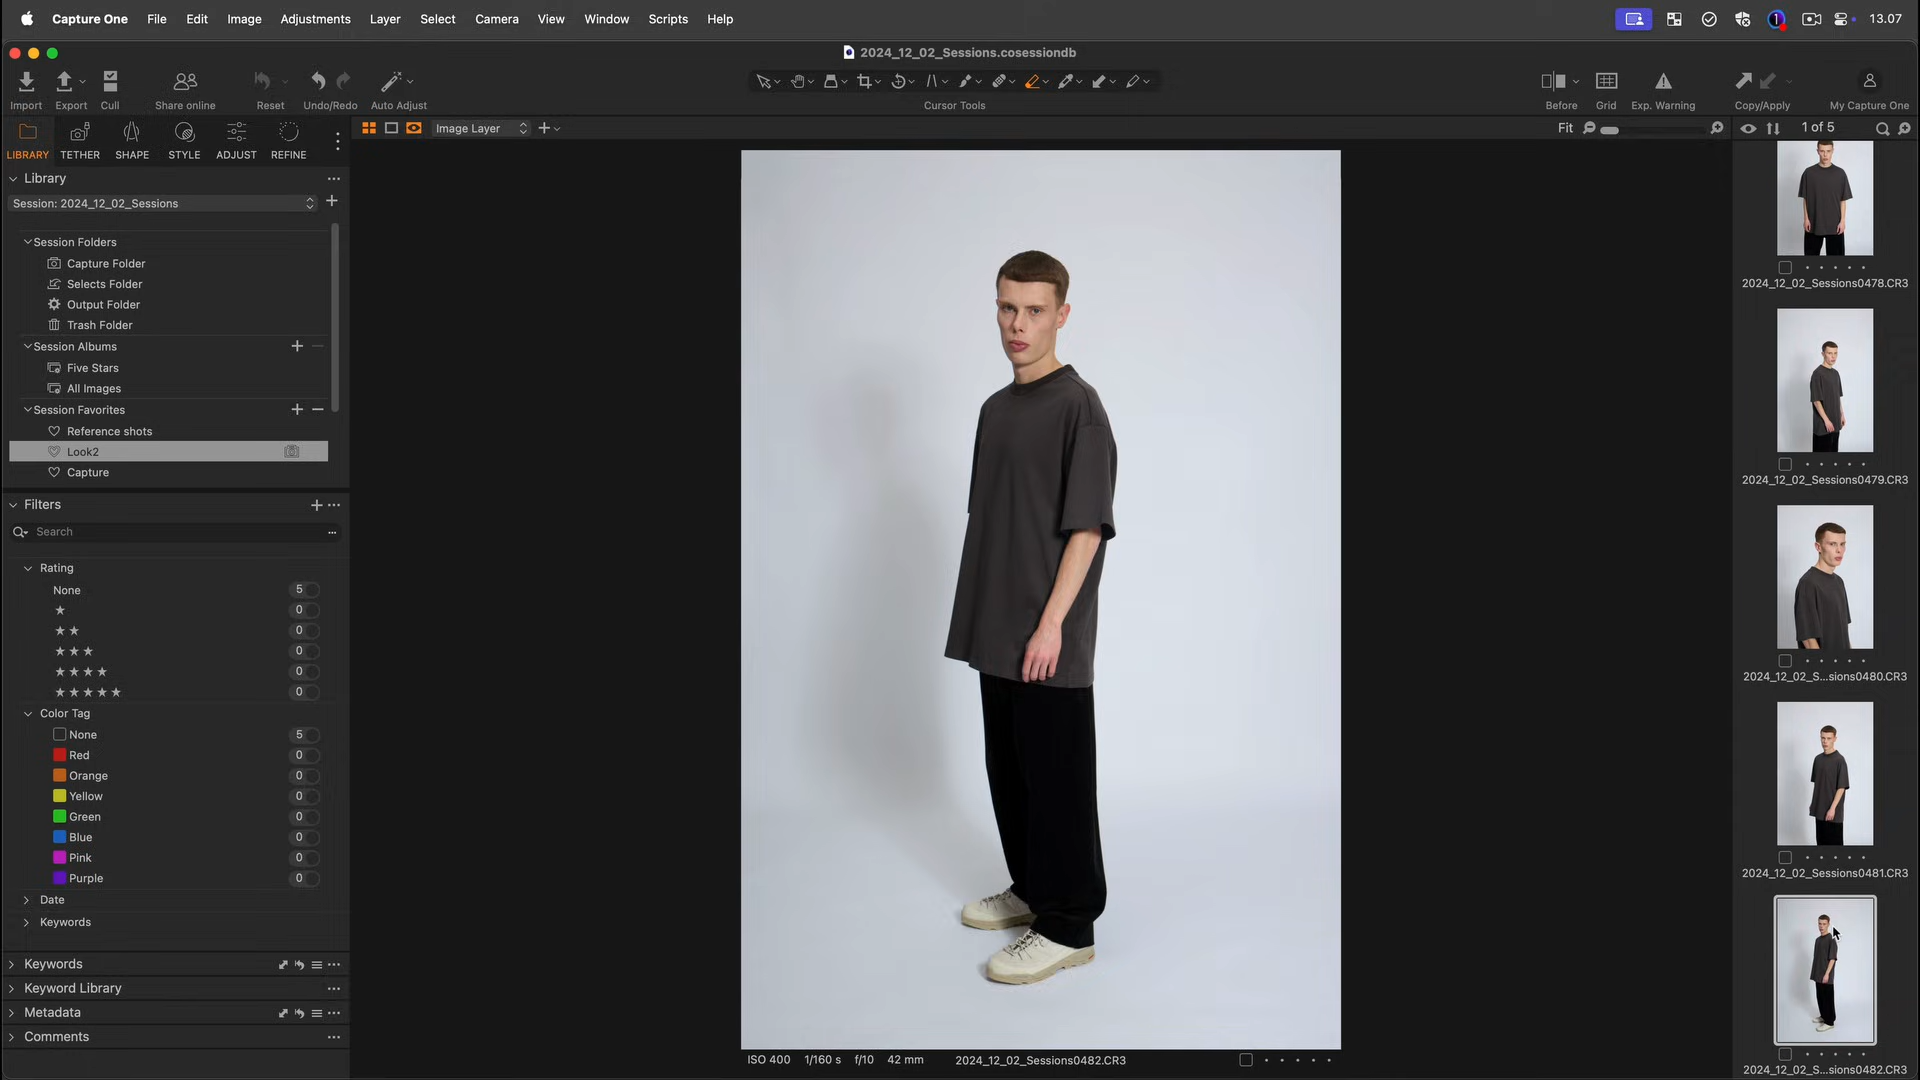 Capture One File Edit Image Adjustments Layer Select Camera View Window Scripts Help 1 13.07
2024_12_02_Sessions.cosessiondb
Import Export Cull Share online Reset Undo/Redo Auto Adjust Cursor Tools Before Grid Exp. Warning Copy/Apply My Capture One
LIBRARY TETHER SHAPE STYLE ADJUST REFINE
Image Layer Fit 1 of 5
Library
Session: 2024_12_02_Sessions
Session Folders
Capture Folder
Selects Folder
Output Folder
Trash Folder
Session Albums
Five Stars
All Images
Session Favorites
Reference shots
Look2
Capture
Filters
Search
Rating
None 5
0
0
0
0
0
Color Tag
None 5
Red 0
Orange 0
Yellow 0
Green 0
Blue 0
Pink 0
Purple 0
Date
Keywords
Keywords
Keyword Library
Metadata
Comments
ISO 400 1/160 s f/10 42 mm 2024_12_02_Sessions0482.CR3
2024_12_02_Sessions0478.CR3
2024_12_02_Sessions0479.CR3
2024_12_02_S...sions0480.CR3
2024_12_02_Sessions0481.CR3
2024_12_02_S...sions0482.CR3